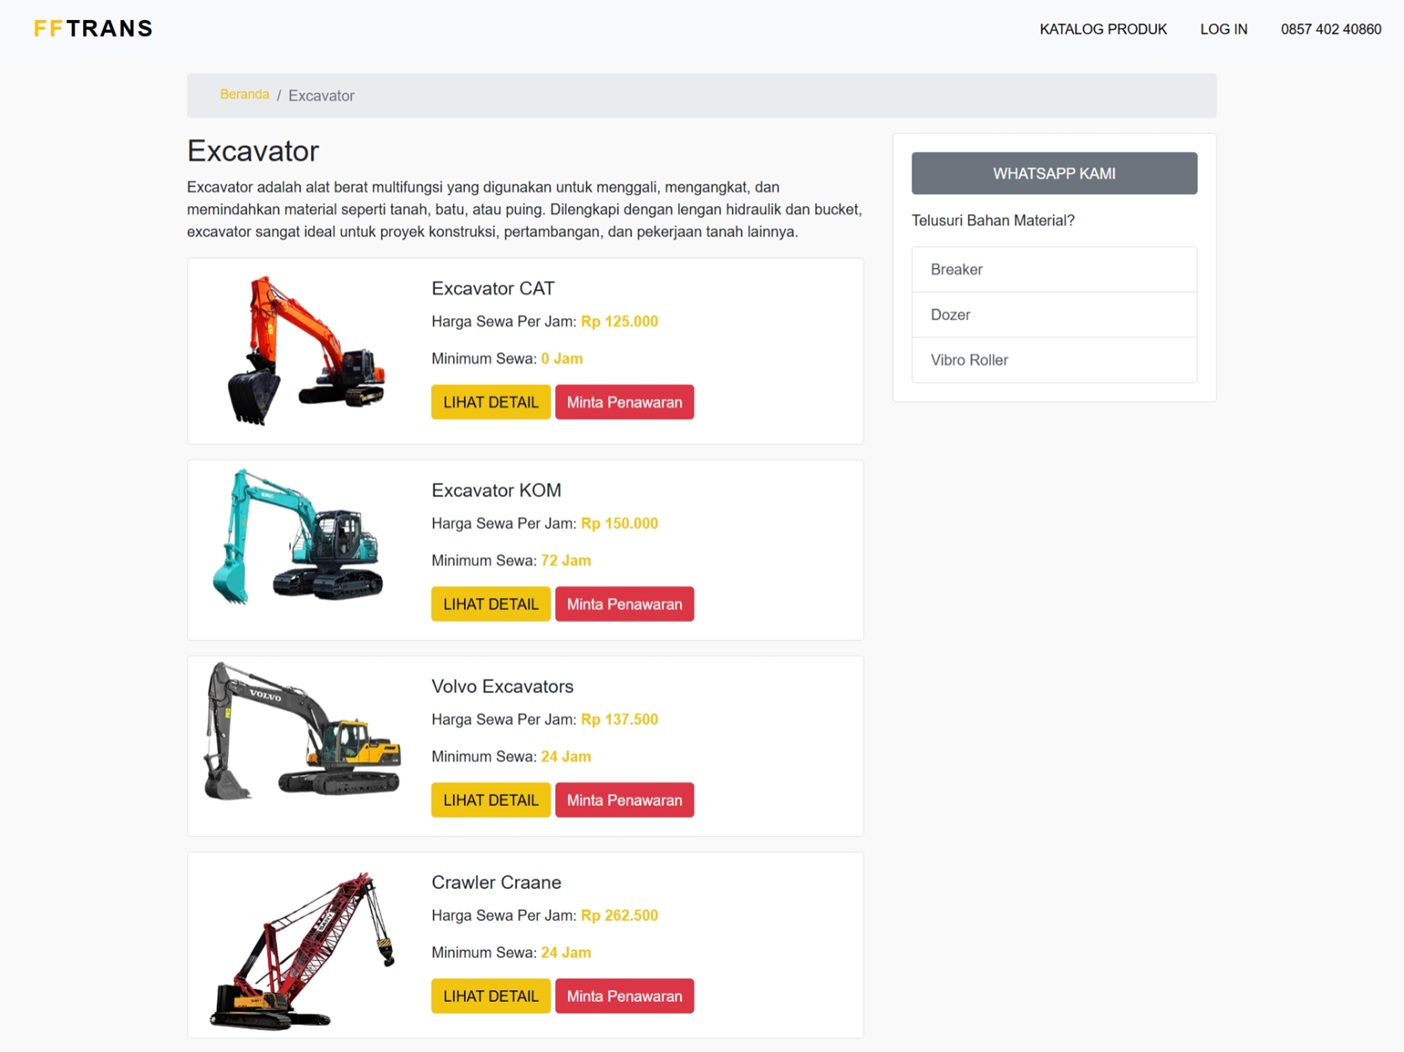 FFTRANS
KATALOG PRODUK
LOG IN
0857 402 40860
Beranda / Excavator
Excavator
Excavator adalah alat berat multifungsi yang digunakan untuk menggali, mengangkat, dan
memindahkan material seperti tanah, batu, atau puing. Dilengkapi dengan lengan hidraulik dan bucket,
excavator sangat ideal untuk proyek konstruksi, pertambangan, dan pekerjaan tanah lainnya.
Excavator CAT
Harga Sewa Per Jam: Rp 125.000
Minimum Sewa: 0 Jam
LIHAT DETAIL
Minta Penawaran
Excavator KOM
Harga Sewa Per Jam: Rp 150.000
Minimum Sewa: 72 Jam
LIHAT DETAIL
Minta Penawaran
VOLVO
Volvo Excavators
Harga Sewa Per Jam: Rp 137.500
Minimum Sewa: 24 Jam
LIHAT DETAIL
Minta Penawaran
Crawler Craane
Harga Sewa Per Jam: Rp 262.500
Minimum Sewa: 24 Jam
LIHAT DETAIL
Minta Penawaran
WHATSAPP KAMI
Telusuri Bahan Material?
Breaker
Dozer
Vibro Roller